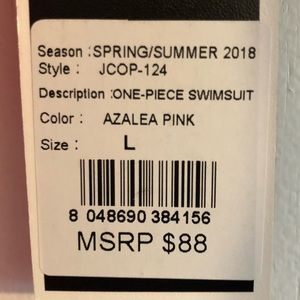 Season : SPRING/SUMMER 2018
Style : JCOP-124
Description :ONE-PIECE SWIMSUIT
Color : AZALEA PINK
Size : L
8 048690 384156
MSRP $88